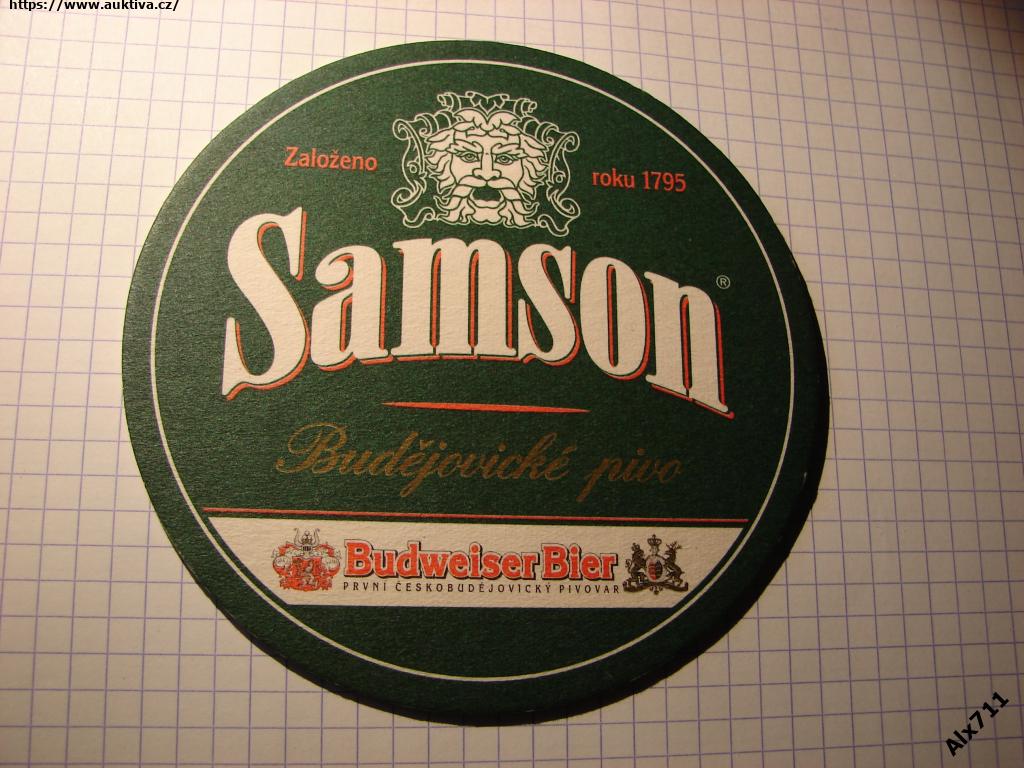 https://www.auktiva.cz/
Založeno roku 1795
Samson ®
Budějovické pivo
Budweiser Bier
PRVNÍ ČESKOBUDĚJOVICKÝ PIVOVAR
Alx711